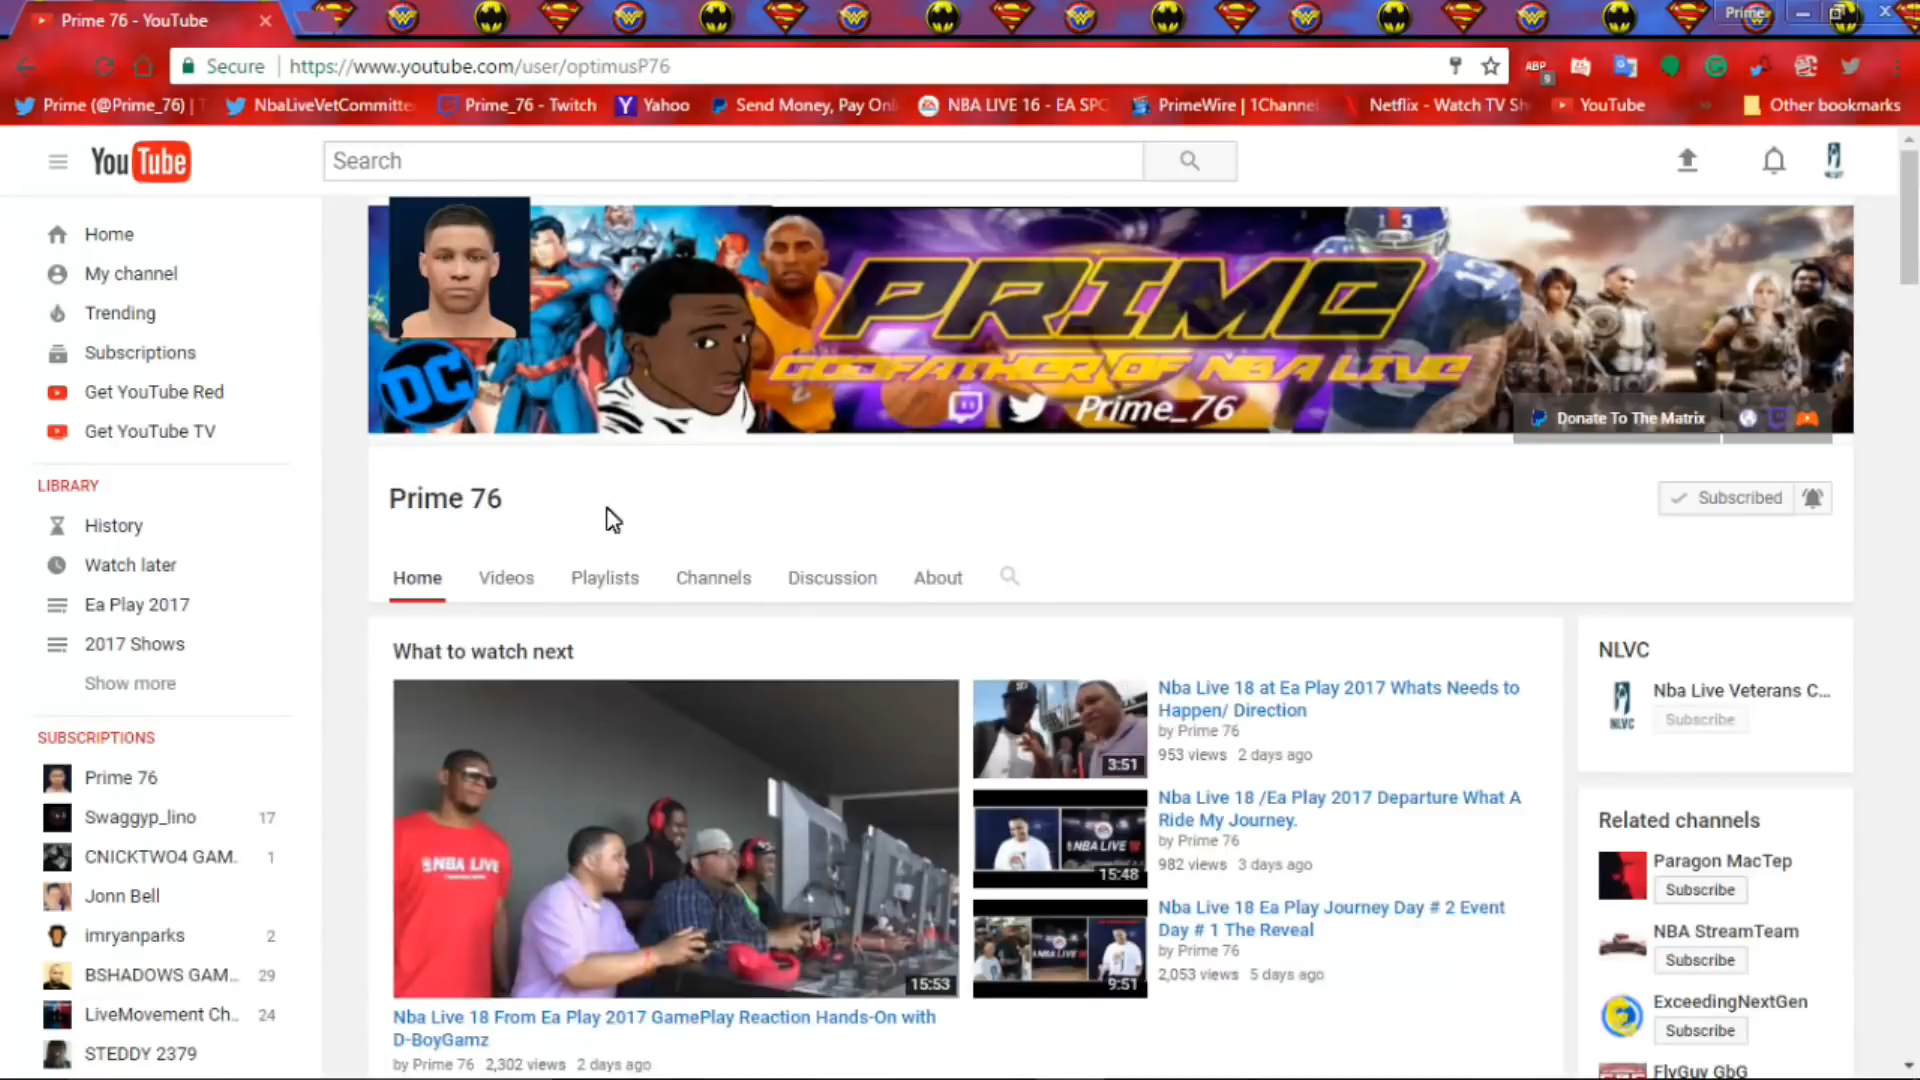 Prime 76 - YouTube
Prime
Secure
https://www.youtube.com/user/optimusP76
ABP
9
Prime (@Prime_76) | T
NbaLiveVetCommitte
Prime_76 - Twitch
Yahoo
Send Money, Pay Onl
NBA LIVE 16 - EA SPO
PrimeWire | 1Channel
Netflix - Watch TV Sh
YouTube
Other bookmarks
YouTube
Search
Home
My channel
Trending
Subscriptions
Get YouTube Red
Get YouTube TV
LIBRARY
History
Watch later
Ea Play 2017
2017 Shows
Show more
SUBSCRIPTIONS
Prime 76
Swaggyp_lino 17
CNICKTWO4 GAM.. 1
Jonn Bell
imryanparks 2
BSHADOWS GAM... 29
LiveMovement Ch.. 24
STEDDY 2379
DC
PRIME
GODFATHER OF NBA LIVE
Prime_76
13
Donate To The Matrix
Prime 76
Subscribed
Home
Videos
Playlists
Channels
Discussion
About
What to watch next
NBA LIVE
15:53
Nba Live 18 From Ea Play 2017 GamePlay Reaction Hands-On with
D-BoyGamz
by Prime 76 2,302 views 2 days ago
3:51
Nba Live 18 at Ea Play 2017 Whats Needs to
Happen/ Direction
by Prime 76
953 views 2 days ago
NBA LIVE
15:48
Nba Live 18 /Ea Play 2017 Departure What A
Ride My Journey.
by Prime 76
982 views 3 days ago
NBA LIVE
9:51
Nba Live 18 Ea Play Journey Day # 2 Event
Day # 1 The Reveal
by Prime 76
2,053 views 5 days ago
NLVC
NLVC
Nba Live Veterans C...
Subscribe
Related channels
Paragon MacTep
Subscribe
NBA StreamTeam
Subscribe
ExceedingNextGen
Subscribe
FlyGuy GbG